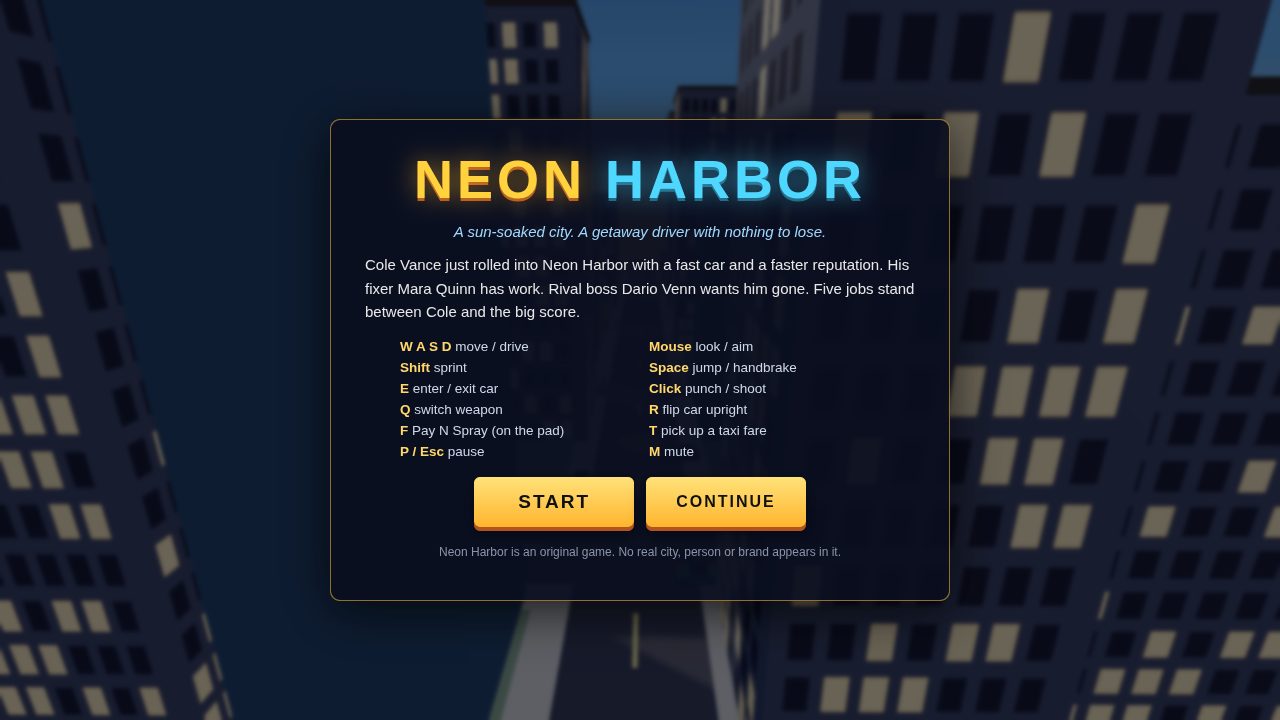 NEON HARBOR
A sun-soaked city. A getaway driver with nothing to lose.
Cole Vance just rolled into Neon Harbor with a fast car and a faster reputation. His
fixer Mara Quinn has work. Rival boss Dario Venn wants him gone. Five jobs stand
between Cole and the big score.
W A S D move / drive
Mouse look / aim
Shift sprint
Space jump / handbrake
E enter / exit car
Click punch / shoot
Q switch weapon
R flip car upright
F Pay N Spray (on the pad)
T pick up a taxi fare
P / Esc pause
M mute
START
CONTINUE
Neon Harbor is an original game. No real city, person or brand appears in it.